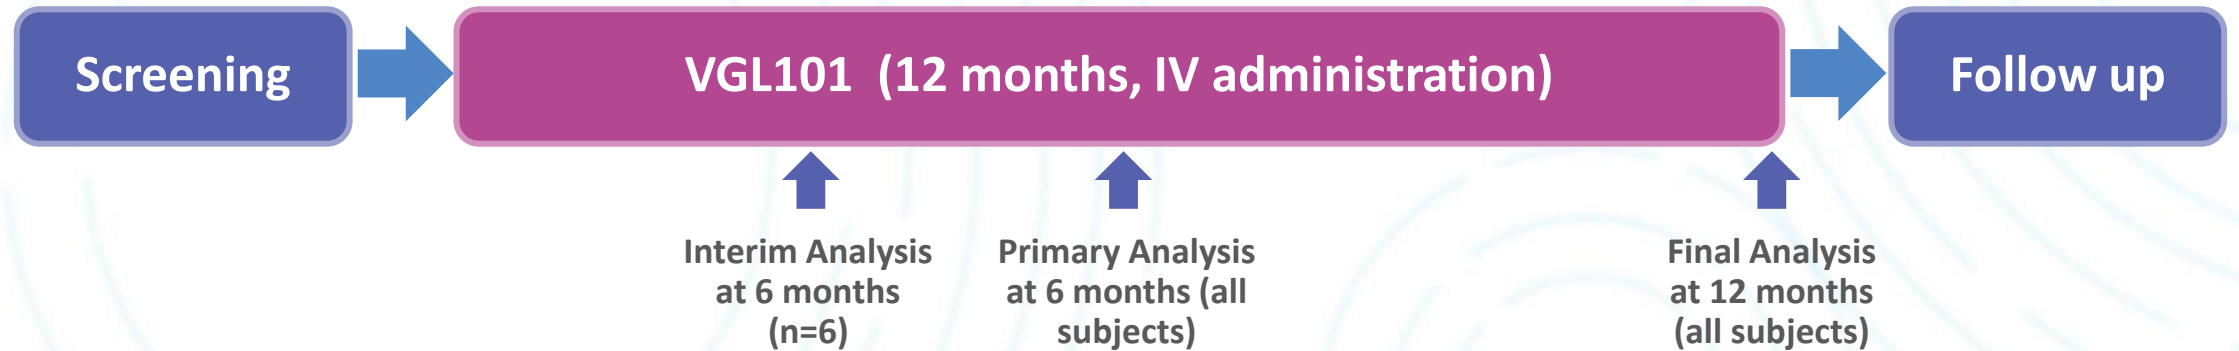 Screening
VGL101  (12 months, IV administration)
Follow up
Interim Analysis
at 6 months
(n=6)
Primary Analysis
at 6 months (all
subjects)
Final Analysis
at 12 months
(all subjects)